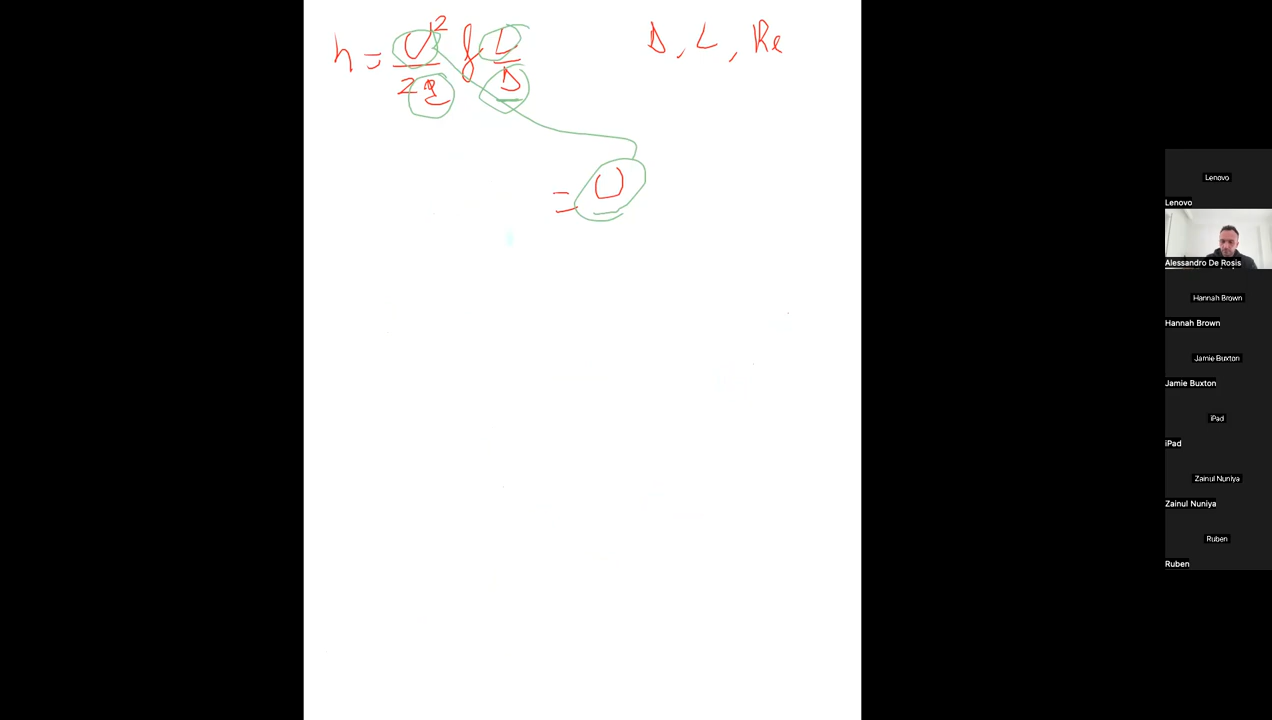 h = U² f L
2g D
D, L, Re
= U
Lenovo
Lenovo
Alessandro De Rosis
Hannah Brown
Hannah Brown
Jamie Buxton
Jamie Buxton
iPad
iPad
Zainul Nuniya
Zainul Nuniya
Ruben
Ruben